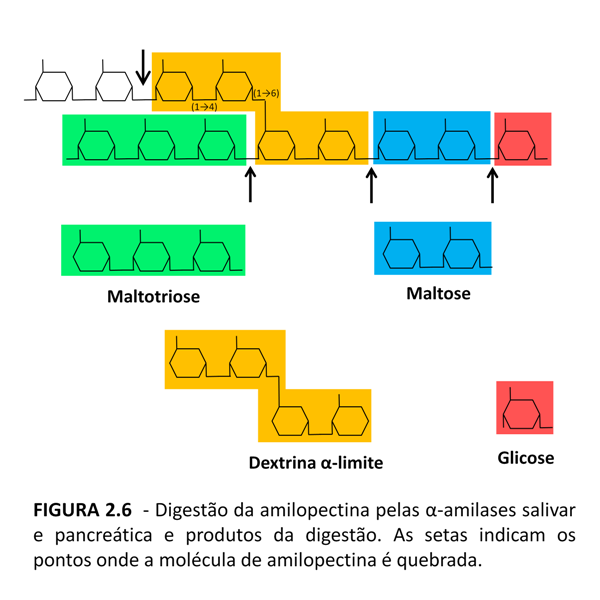 (1→6)
(1→4)
Maltotriose
Maltose
Dextrina α-limite
Glicose
FIGURA 2.6 - Digestão da amilopectina pelas α-amilases salivar
e pancreática e produtos da digestão. As setas indicam os
pontos onde a molécula de amilopectina é quebrada.